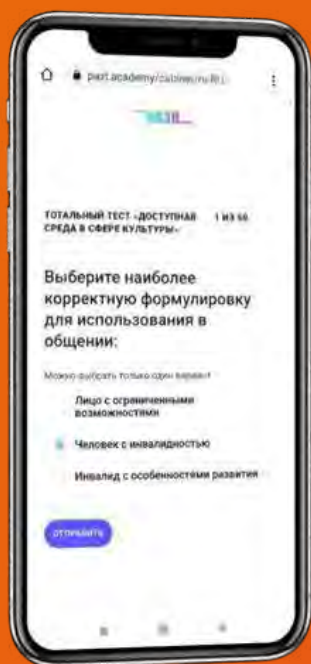 ТОТАЛЬНЫЙ ТЕСТ «ДОСТУПНАЯ 1 ИЗ
СРЕДА В СФЕРЕ КУЛЬТУРЫ»
Выберите наиболее
корректную формулировку
для использования в
общении:
Можно выбрать только один вариант
Лицо с ограниченными
возможностями
Человек с инвалидностью
Инвалид с особенностями развития
ОТПРАВИТЬ